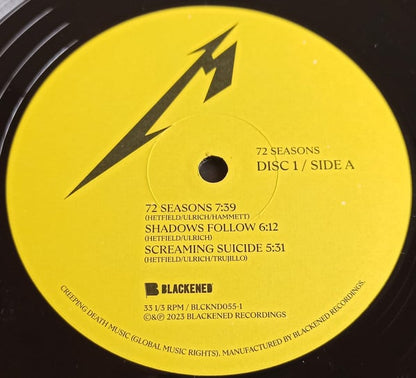 72 SEASONS
DISC 1 / SIDE A
72 SEASONS 7:39
(HETFIELD/ULRICH/HAMMETT)
SHADOWS FOLLOW 6:12
(HETFIELD/ULRICH)
SCREAMING SUICIDE 5:31
(HETFIELD/ULRICH/TRUJILLO)
BLACKENED
33 1/3 RPM / BLCKND055-1
©&℗ 2023 BLACKENED RECORDINGS
CREEPING DEATH MUSIC (GLOBAL MUSIC RIGHTS). MANUFACTURED BY BLACKENED RECORDINGS.